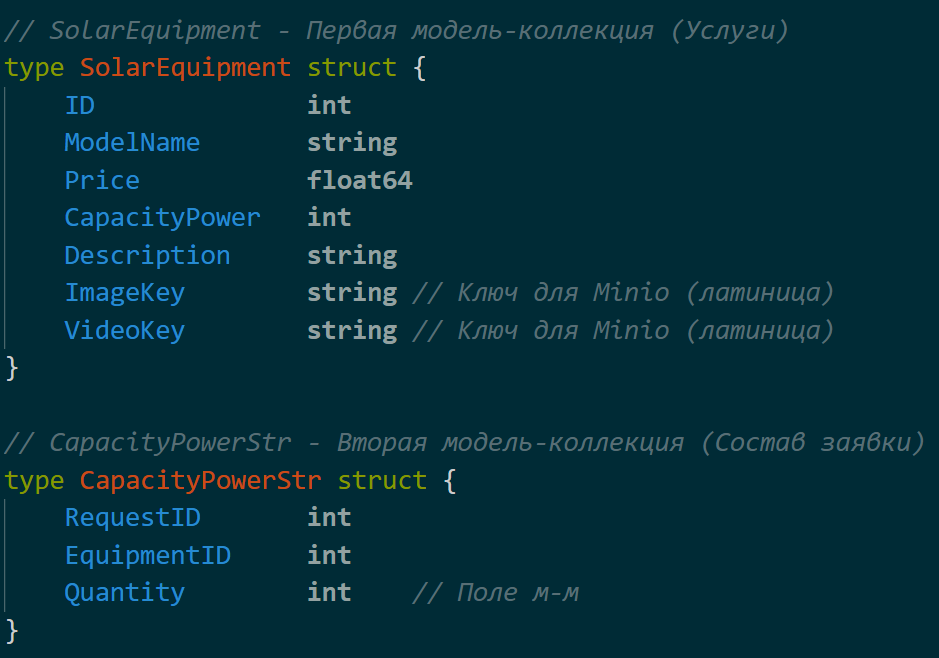 // SolarEquipment - Первая модель-коллекция (Услуги)
type SolarEquipment struct {
    ID              int
    ModelName       string
    Price           float64
    CapacityPower   int
    Description     string
    ImageKey        string // Ключ для Minio (латиница)
    VideoKey        string // Ключ для Minio (латиница)
}

// CapacityPowerStr - Вторая модель-коллекция (Состав заявки)
type CapacityPowerStr struct {
    RequestID       int
    EquipmentID     int
    Quantity        int    // Поле м-м
}